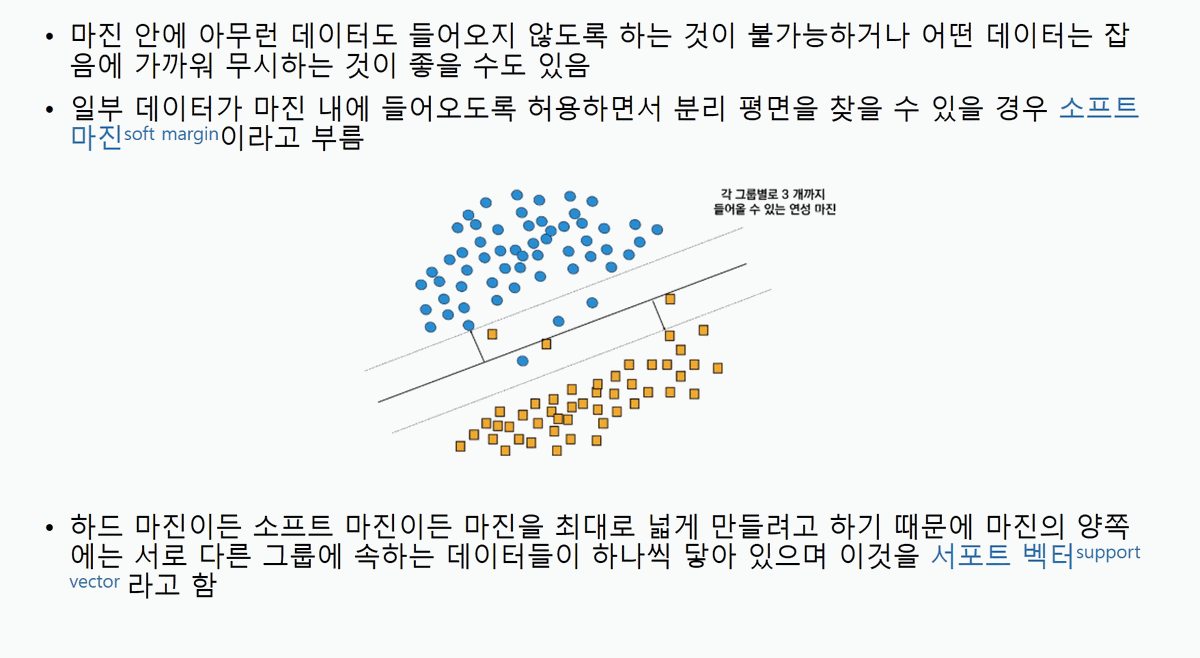 • 마진 안에 아무런 데이터도 들어오지 않도록 하는 것이 불가능하거나 어떤 데이터는 잡
음에 가까워 무시하는 것이 좋을 수도 있음
• 일부 데이터가 마진 내에 들어오도록 허용하면서 분리 평면을 찾을 수 있을 경우 소프트
마진soft margin이라고 부름
각 그룹별로 3 개까지
들어올 수 있는 연성 마진
• 하드 마진이든 소프트 마진이든 마진을 최대로 넓게 만들려고 하기 때문에 마진의 양쪽
에는 서로 다른 그룹에 속하는 데이터들이 하나씩 닿아 있으며 이것을 서포트 벡터support
vector 라고 함